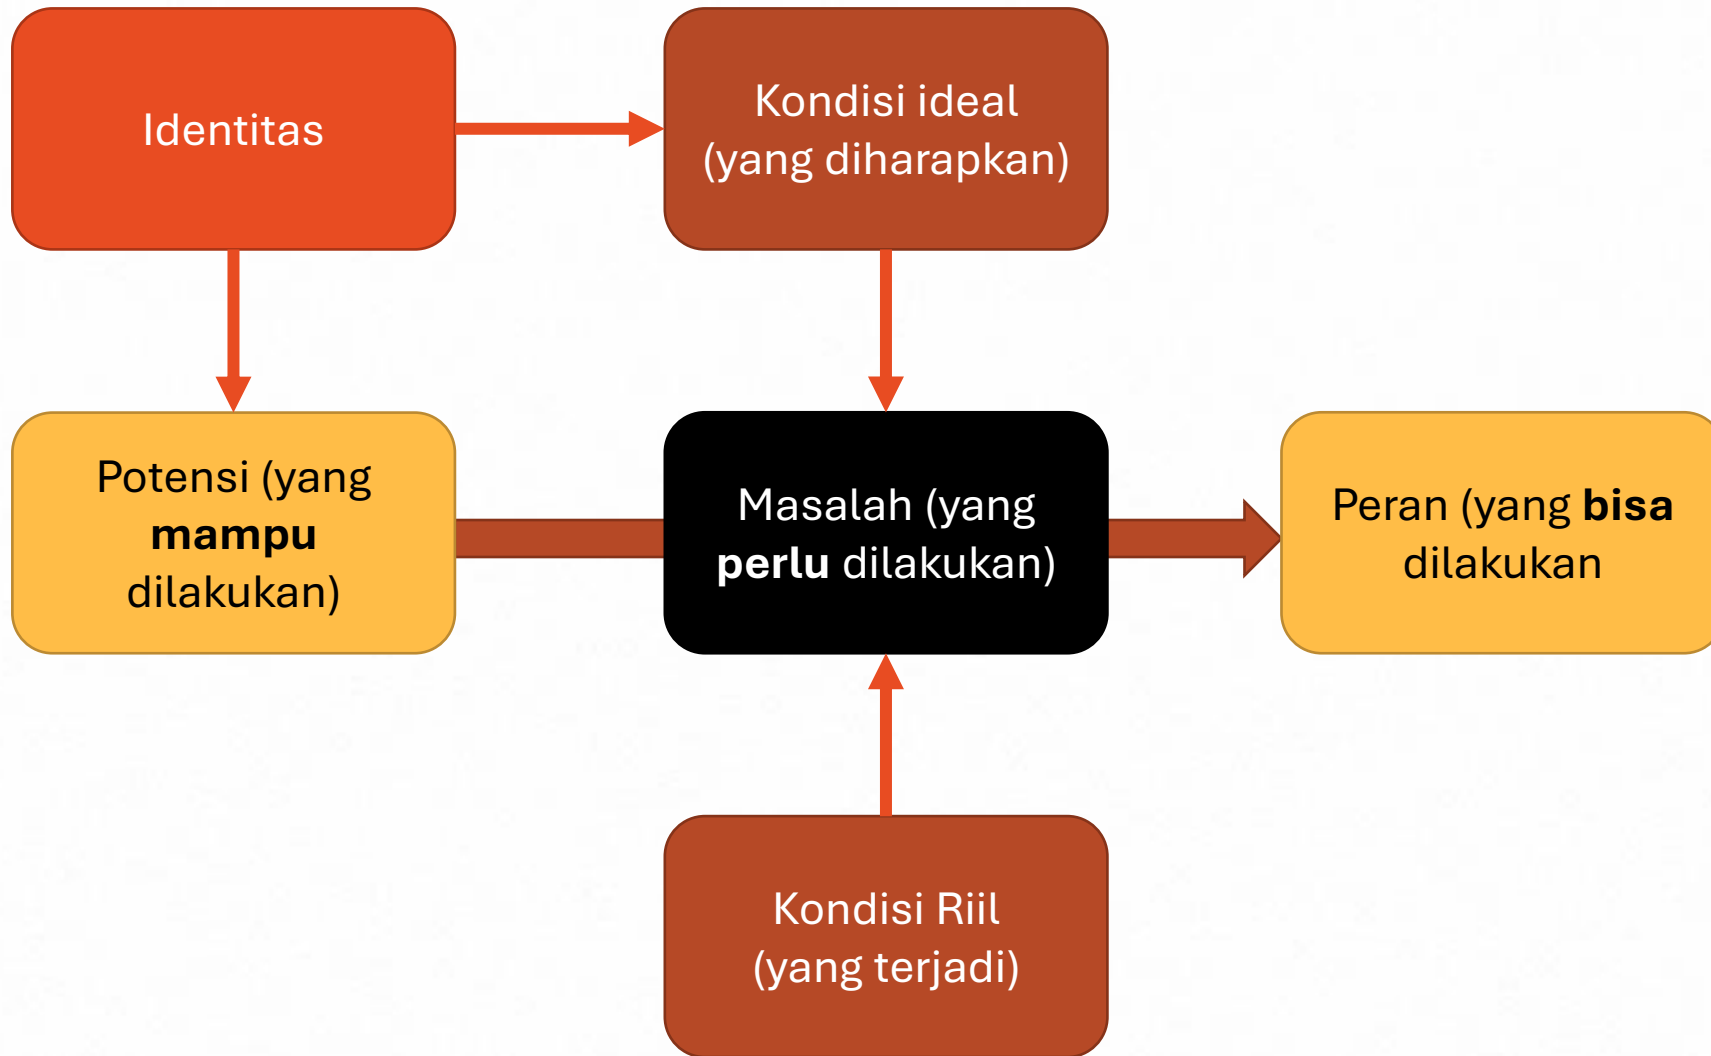 Identitas
Kondisi ideal
(yang diharapkan)
Potensi (yang
mampu
dilakukan)
Masalah (yang
perlu dilakukan)
Peran (yang bisa
dilakukan
Kondisi Riil
(yang terjadi)